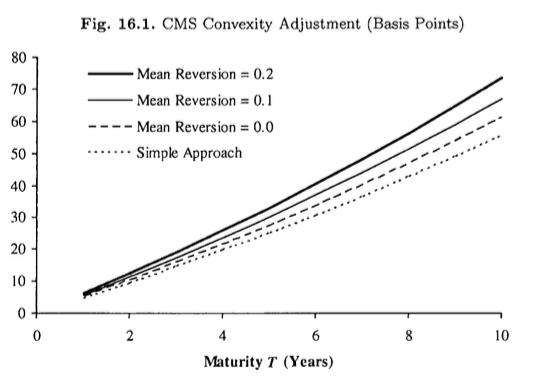 Fig. 16.1. CMS Convexity Adjustment (Basis Points)
80
70
60
50
40
30
20
10
0
Mean Reversion = 0.2
Mean Reversion = 0.1
Mean Reversion = 0.0
Simple Approach
0 2 4 6 8 10
Maturity T (Years)